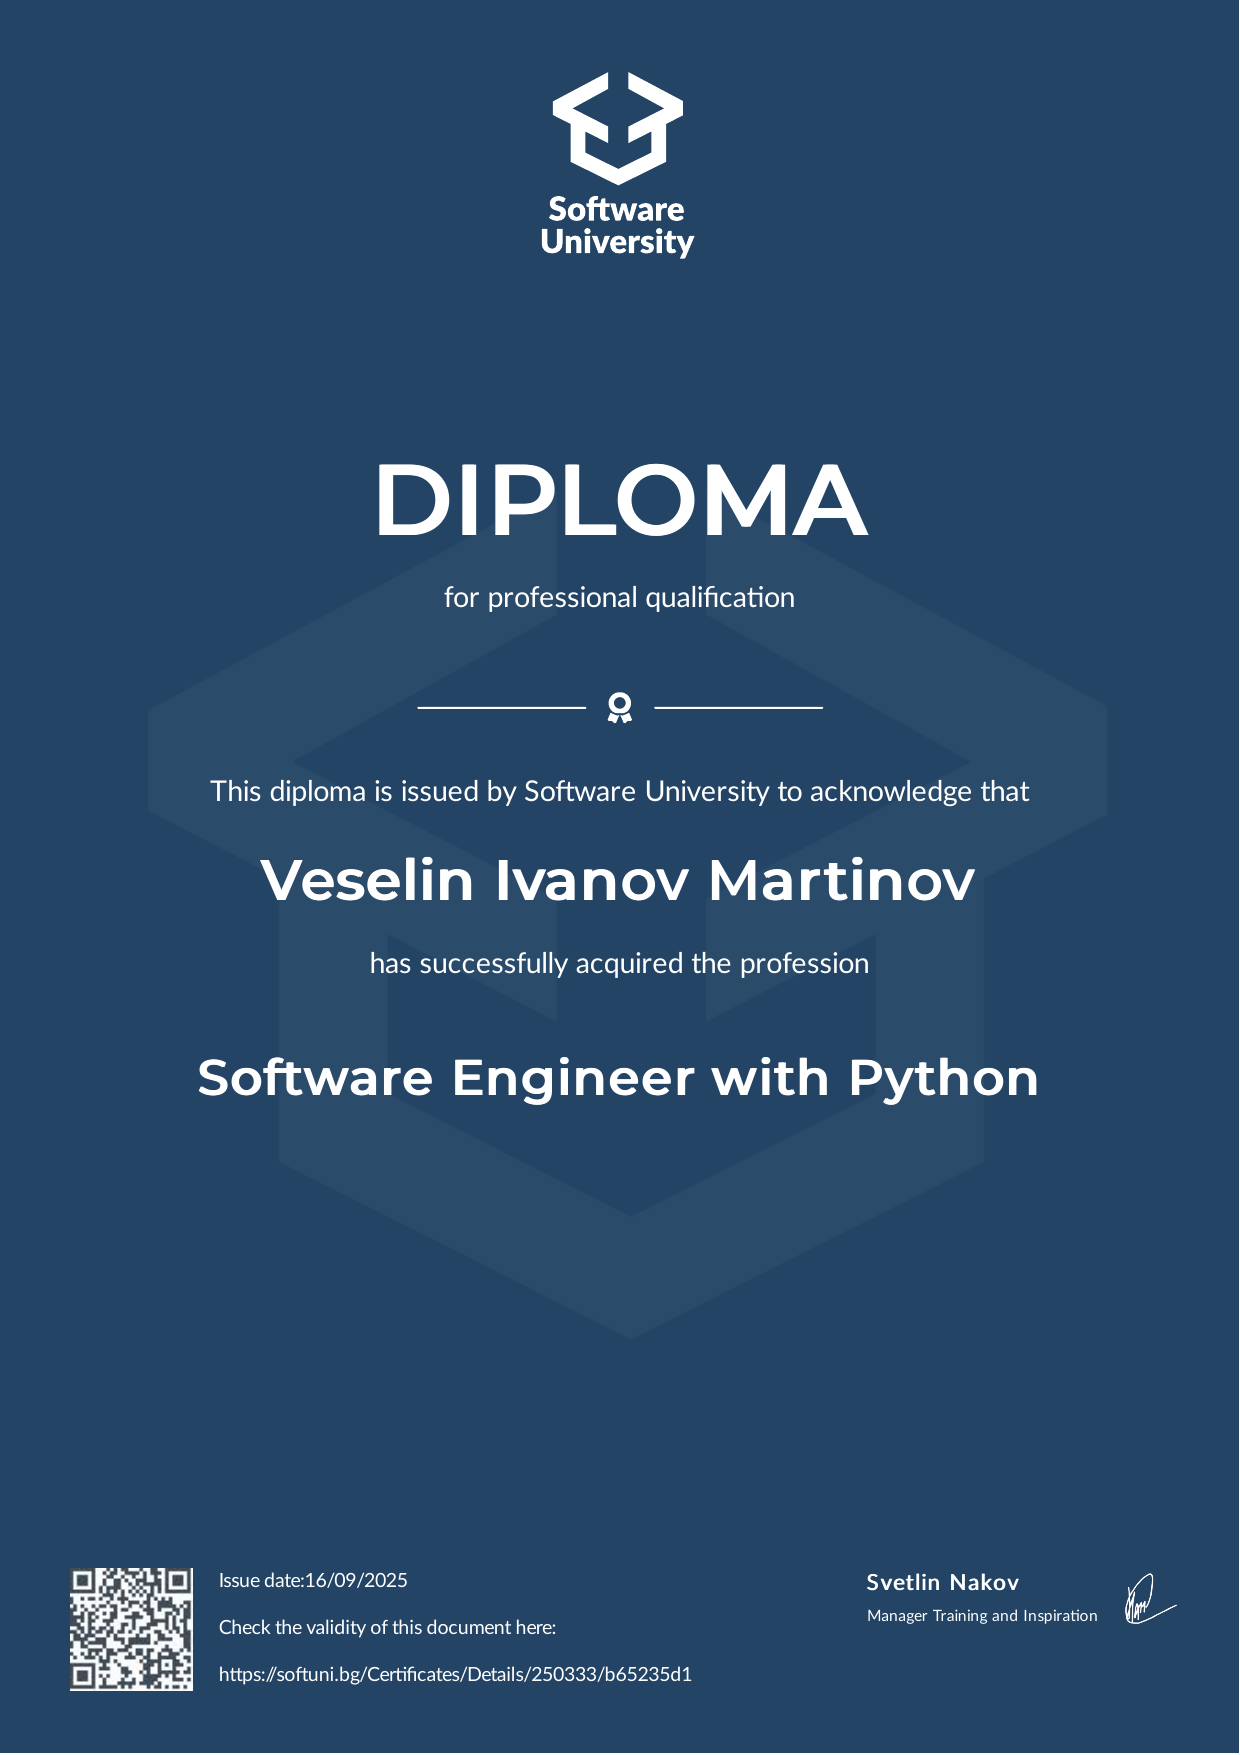 Software
University
DIPLOMA
for professional qualification
This diploma is issued by Software University to acknowledge that
Veselin Ivanov Martinov
has successfully acquired the profession
Software Engineer with Python
Issue date:16/09/2025
Check the validity of this document here:
https://softuni.bg/Certificates/Details/250333/b65235d1
Svetlin Nakov
Manager Training and Inspiration